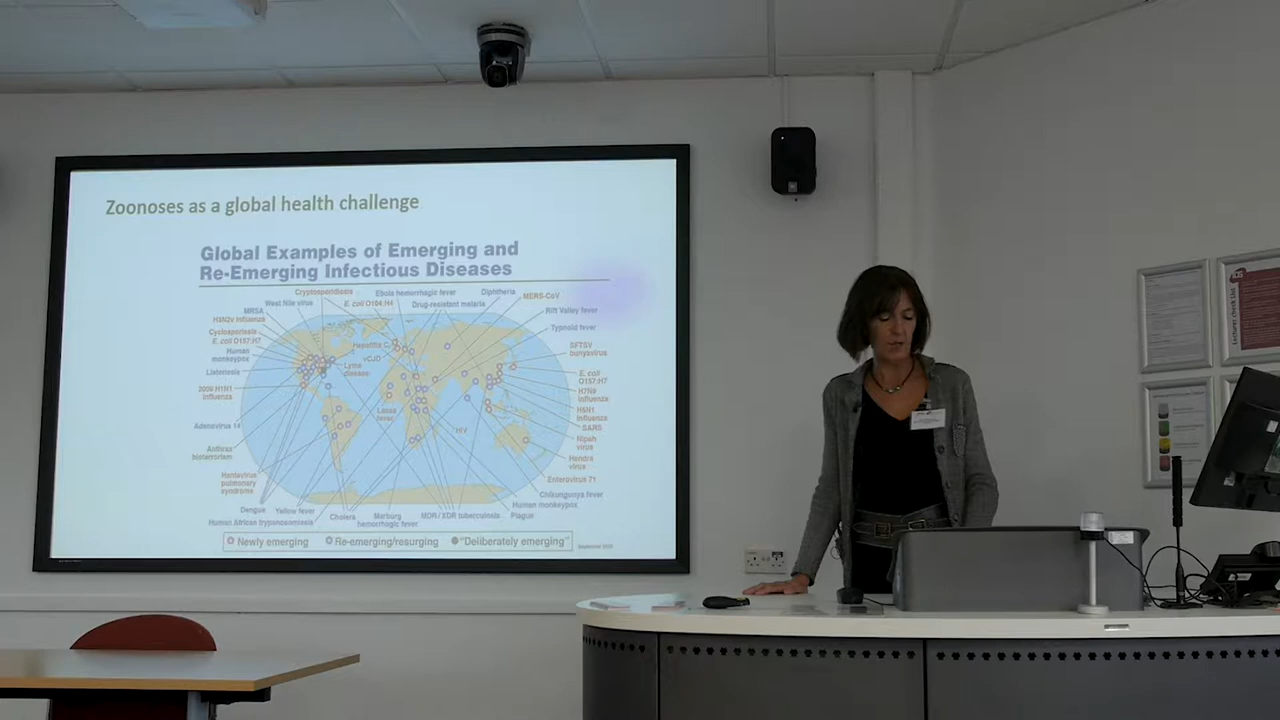 Zoonoses as a global health challenge
Global Examples of Emerging and
Re-Emerging Infectious Diseases
Cryptosporidiosis
Ebola hemorrhagic fever
Diphtheria
MERS-CoV
West Nile virus
E. coli O104:H4
Drug-resistant malaria
MRSA
Rift Valley fever
H3N2v influenza
Typhoid fever
Cyclosporiasis
E. coli O157:H7
Hepatitis C
SFTSV
bunyavirus
Human
monkeypox
vCJD
Lyme
disease
Listeriosis
E. coli
O157:H7
2009 H1N1
influenza
H7N9
influenza
Lassa
fever
H5N1
influenza
Adenovirus 14
HIV
SARS
Nipah
virus
Anthrax
bioterrorism
Hendra
virus
Hantavirus
pulmonary
syndrome
Enterovirus 71
Chikungunya fever
Dengue
Yellow fever
Human monkeypox
Human African trypanosomiasis
Cholera
Marburg
hemorrhagic fever
MDR/XDR tuberculosis
Plague
Newly emerging
Re-emerging/resurging
"Deliberately emerging"
Lecturer check List